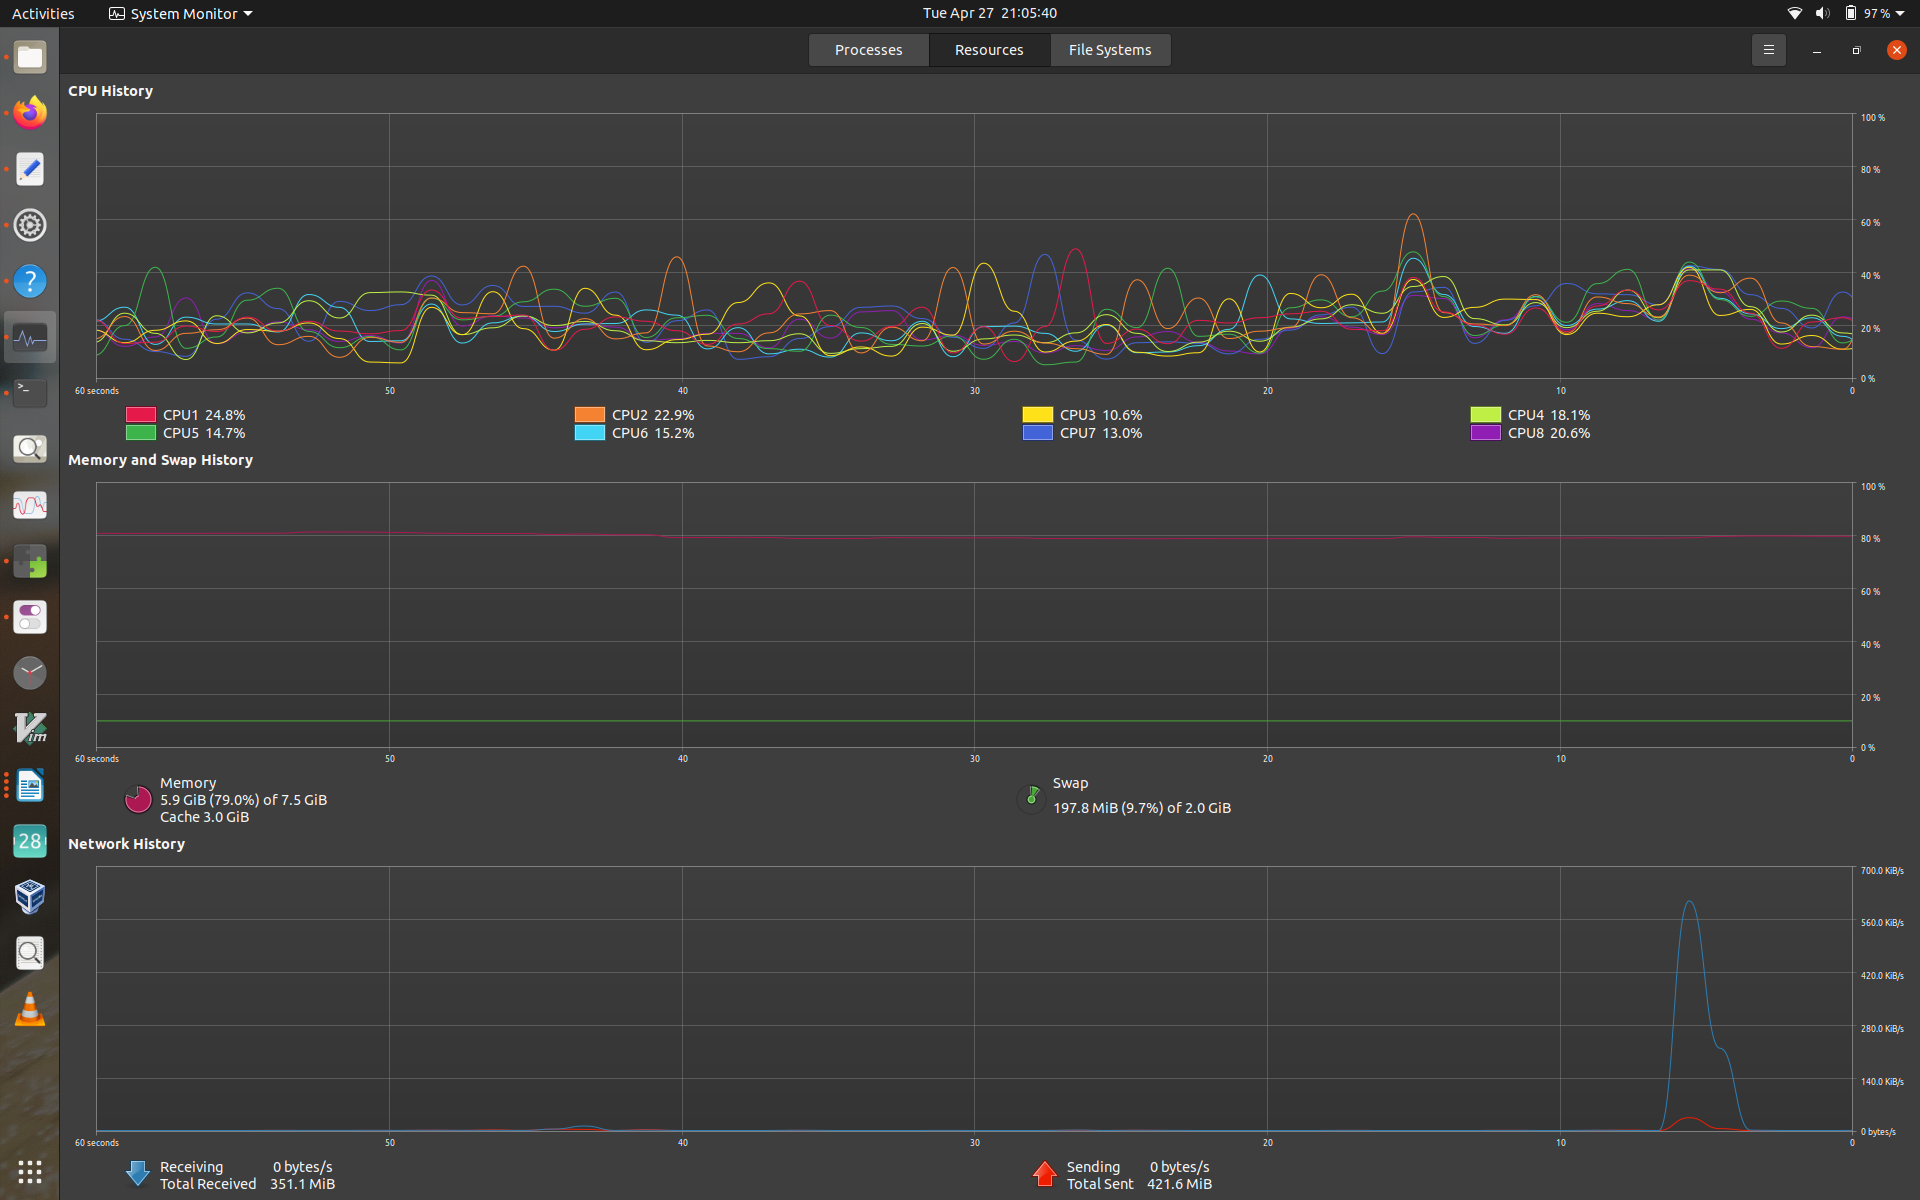 Activities System Monitor Tue Apr 27 21:05:40 97 %
Processes Resources File Systems
CPU History
100 %
80 %
60 %
40 %
20 %
0 %
60 seconds 50 40 30 20 10 0
CPU1 24.8% CPU2 22.9% CPU3 10.6% CPU4 18.1%
CPU5 14.7% CPU6 15.2% CPU7 13.0% CPU8 20.6%
Memory and Swap History
100 %
80 %
60 %
40 %
20 %
0 %
60 seconds 50 40 30 20 10 0
Memory
5.9 GiB (79.0%) of 7.5 GiB
Cache 3.0 GiB
Swap
197.8 MiB (9.7%) of 2.0 GiB
Network History
700.0 KiB/s
560.0 KiB/s
420.0 KiB/s
280.0 KiB/s
140.0 KiB/s
0 bytes/s
60 seconds 50 40 30 20 10 0
Receiving 0 bytes/s
Total Received 351.1 MiB
Sending 0 bytes/s
Total Sent 421.6 MiB
?
>_
Vim
28